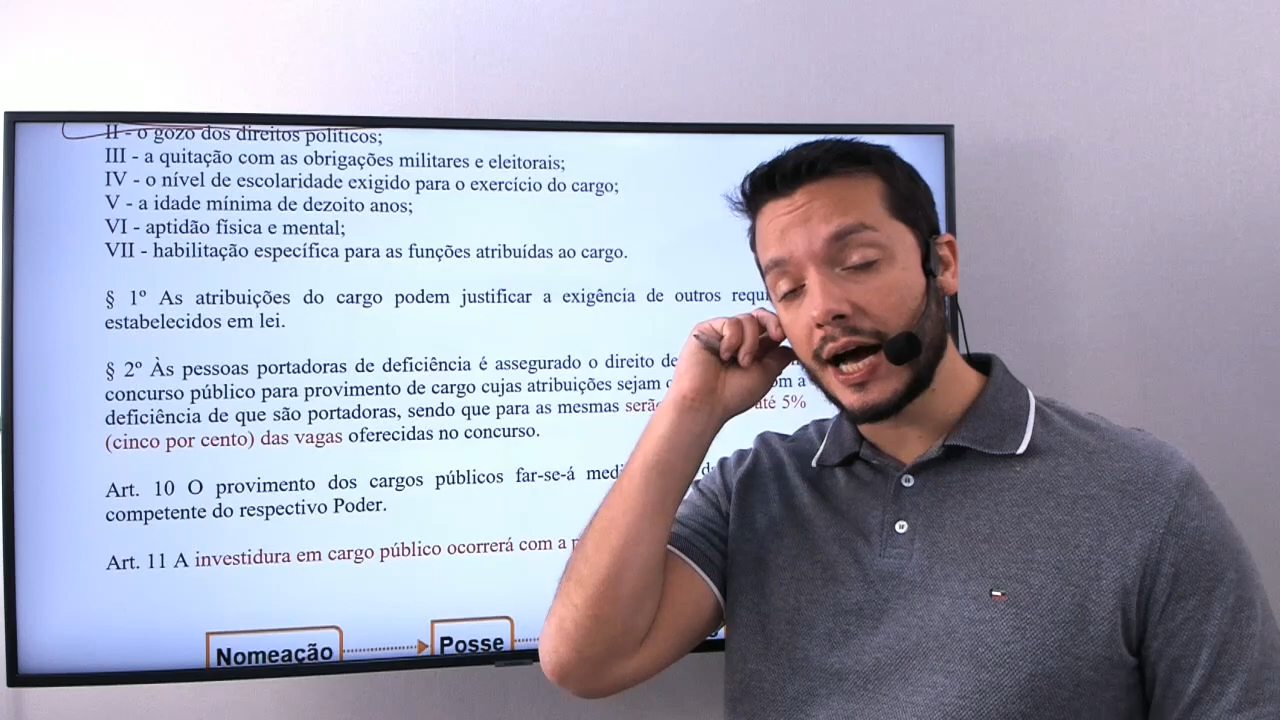 II - o gozo dos direitos políticos;
III - a quitação com as obrigações militares e eleitorais;
IV - o nível de escolaridade exigido para o exercício do cargo;
V - a idade mínima de dezoito anos;
VI - aptidão física e mental;
VII - habilitação específica para as funções atribuídas ao cargo.
§ 1º As atribuições do cargo podem justificar a exigência de outros
estabelecidos em lei.
§ 2º Às pessoas portadoras de deficiência é assegurado o direito de
concurso público para provimento de cargo cujas atribuições sejam com a
deficiência de que são portadoras, sendo que para as mesmas até 5%
(cinco por cento) das vagas oferecidas no concurso.
Art. 10 O provimento dos cargos públicos far-se-á
competente do respectivo Poder.
Art. 11 A investidura em cargo público ocorrerá com a
Nomeação Posse